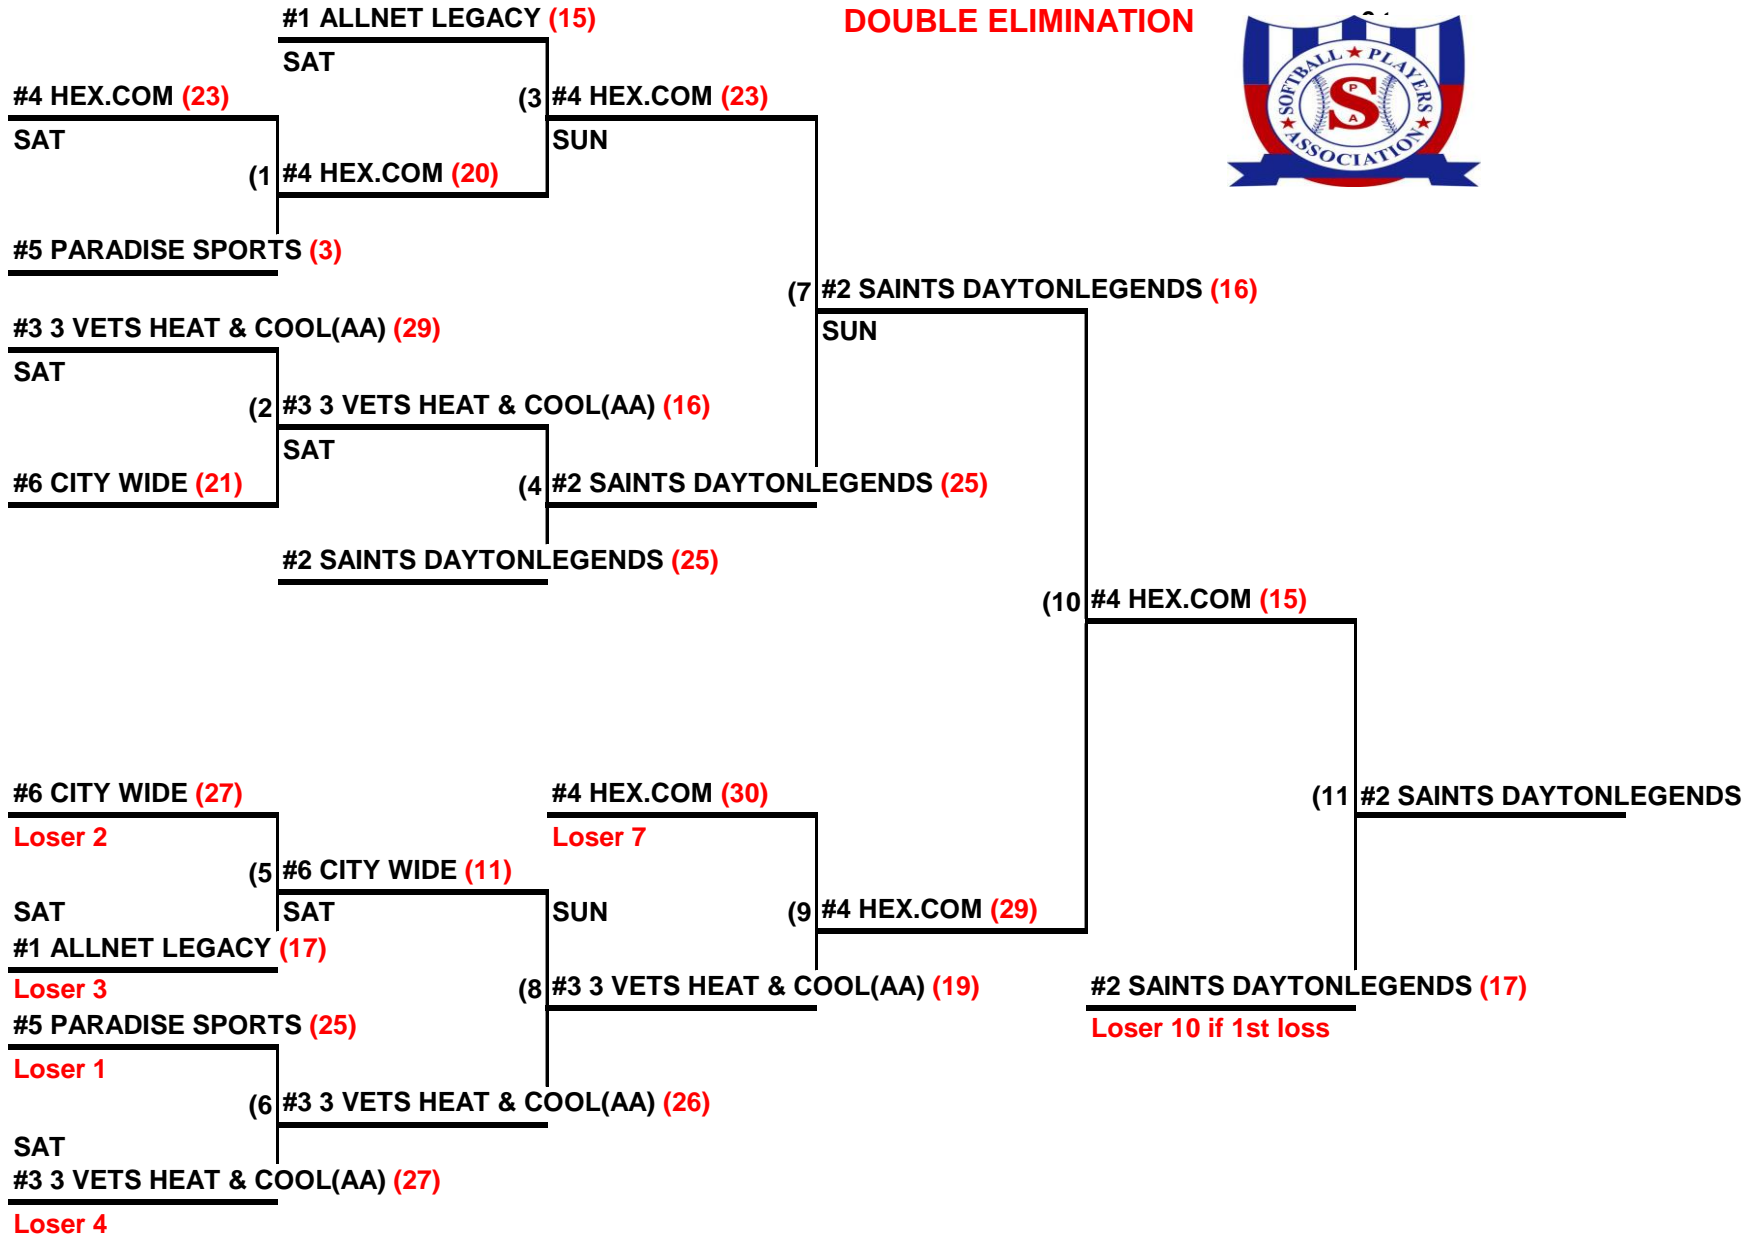 #1 ALLNET LEGACY (15)
DOUBLE ELIMINATION
SAT
#4 HEX.COM (23)
(3 #4 HEX.COM (23)
SOFTBALL ★ PLAYERS
P
S
A
★ ASSOCIATION ★
SAT
SUN
(1 #4 HEX.COM (20)
#5 PARADISE SPORTS (3)
(7 #2 SAINTS DAYTONLEGENDS (16)
#3 3 VETS HEAT & COOL(AA) (29)
SUN
SAT
(2 #3 3 VETS HEAT & COOL(AA) (16)
SAT
#6 CITY WIDE (21)
(4 #2 SAINTS DAYTONLEGENDS (25)
#2 SAINTS DAYTONLEGENDS (25)
(10 #4 HEX.COM (15)
#6 CITY WIDE (27)
#4 HEX.COM (30)
(11 #2 SAINTS DAYTONLEGENDS
Loser 2
Loser 7
(5 #6 CITY WIDE (11)
SAT
SAT
SUN
(9 #4 HEX.COM (29)
#1 ALLNET LEGACY (17)
Loser 3
(8 #3 3 VETS HEAT & COOL(AA) (19)
#2 SAINTS DAYTONLEGENDS (17)
#5 PARADISE SPORTS (25)
Loser 10 if 1st loss
Loser 1
(6 #3 3 VETS HEAT & COOL(AA) (26)
SAT
#3 3 VETS HEAT & COOL(AA) (27)
Loser 4